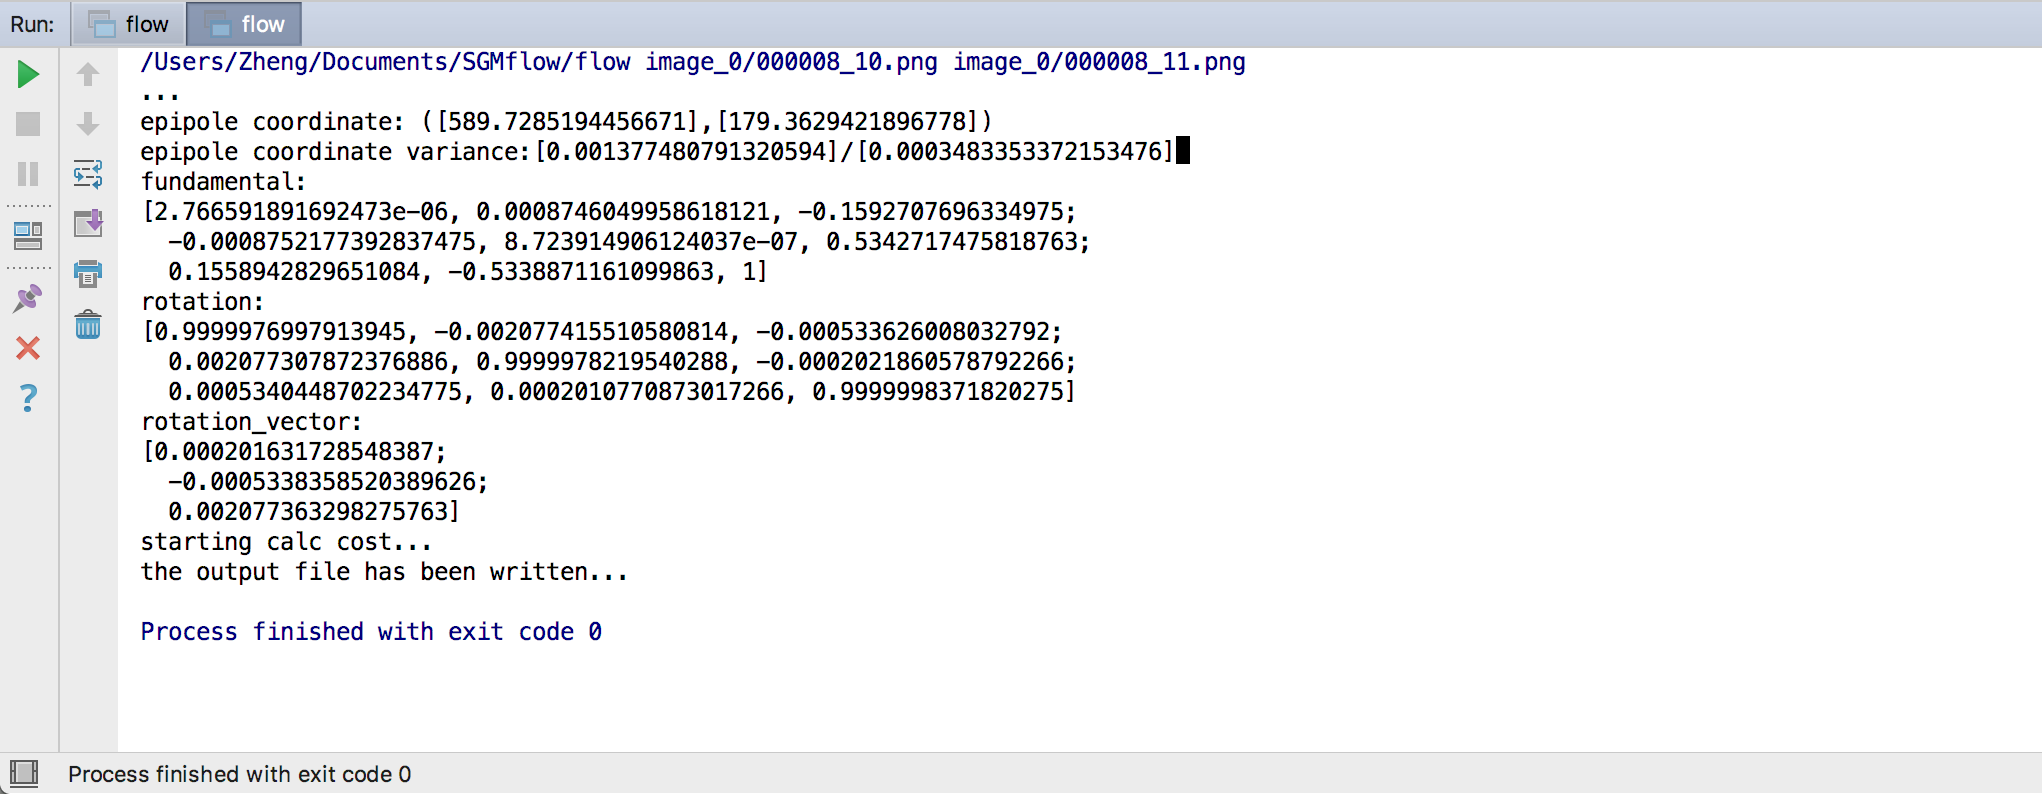 Run: flow flow
/Users/Zheng/Documents/SGMflow/flow image_0/000008_10.png image_0/000008_11.png
...
epipole coordinate: ([589.7285194456671],[179.3629421896778])
epipole coordinate variance:[0.001377480791320594]/[0.0003483353372153476]
fundamental:
[2.766591891692473e-06, 0.0008746049958618121, -0.1592707696334975;
-0.0008752177392837475, 8.723914906124037e-07, 0.5342717475818763;
0.1558942829651084, -0.5338871161099863, 1]
rotation:
[0.9999976997913945, -0.002077415510580814, -0.000533626008032792;
0.002077307872376886, 0.9999978219540288, -0.0002021860578792266;
0.0005340448702234775, 0.0002010770873017266, 0.9999998371820275]
rotation_vector:
[0.000201631728548387;
-0.0005338358520389626;
0.002077363298275763]
starting calc cost...
the output file has been written...
Process finished with exit code 0
Process finished with exit code 0